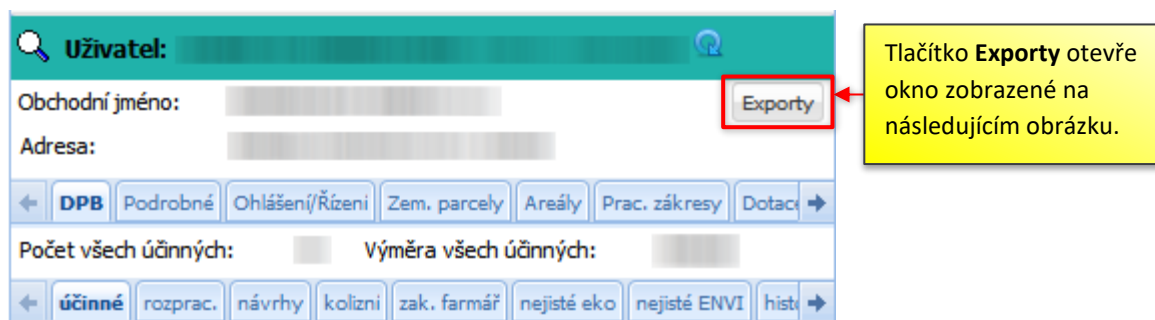 Uživatel:
Obchodní jméno:
Exporty
Adresa:
DPB Podrobné Ohlášení/Řízeni Zem. parcely Areály Prac. zákresy Dotace
Počet všech účinných: Výměra všech účinných:
účinné rozprac. návrhy kolizni zak. farmář nejisté eko nejisté ENVI
Tlačítko Exporty otevře
okno zobrazené na
následujícím obrázku.